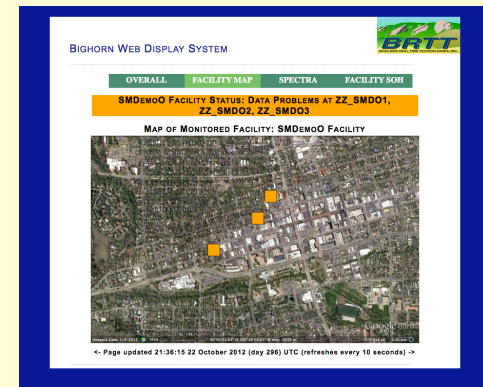 BIGHORN WEB DISPLAY SYSTEM
BRTT
OVERALL FACILITY MAP SPECTRA FACILITY SOH
SMDEMOO FACILITY STATUS: DATA PROBLEMS AT ZZ_SMDO1,
ZZ_SMDO2, ZZ_SMDO3
MAP OF MONITORED FACILITY: SMDEMOO FACILITY
Google earth
<- Page updated 21:36:15 22 October 2012 (day 296) UTC (refreshes every 10 seconds) ->